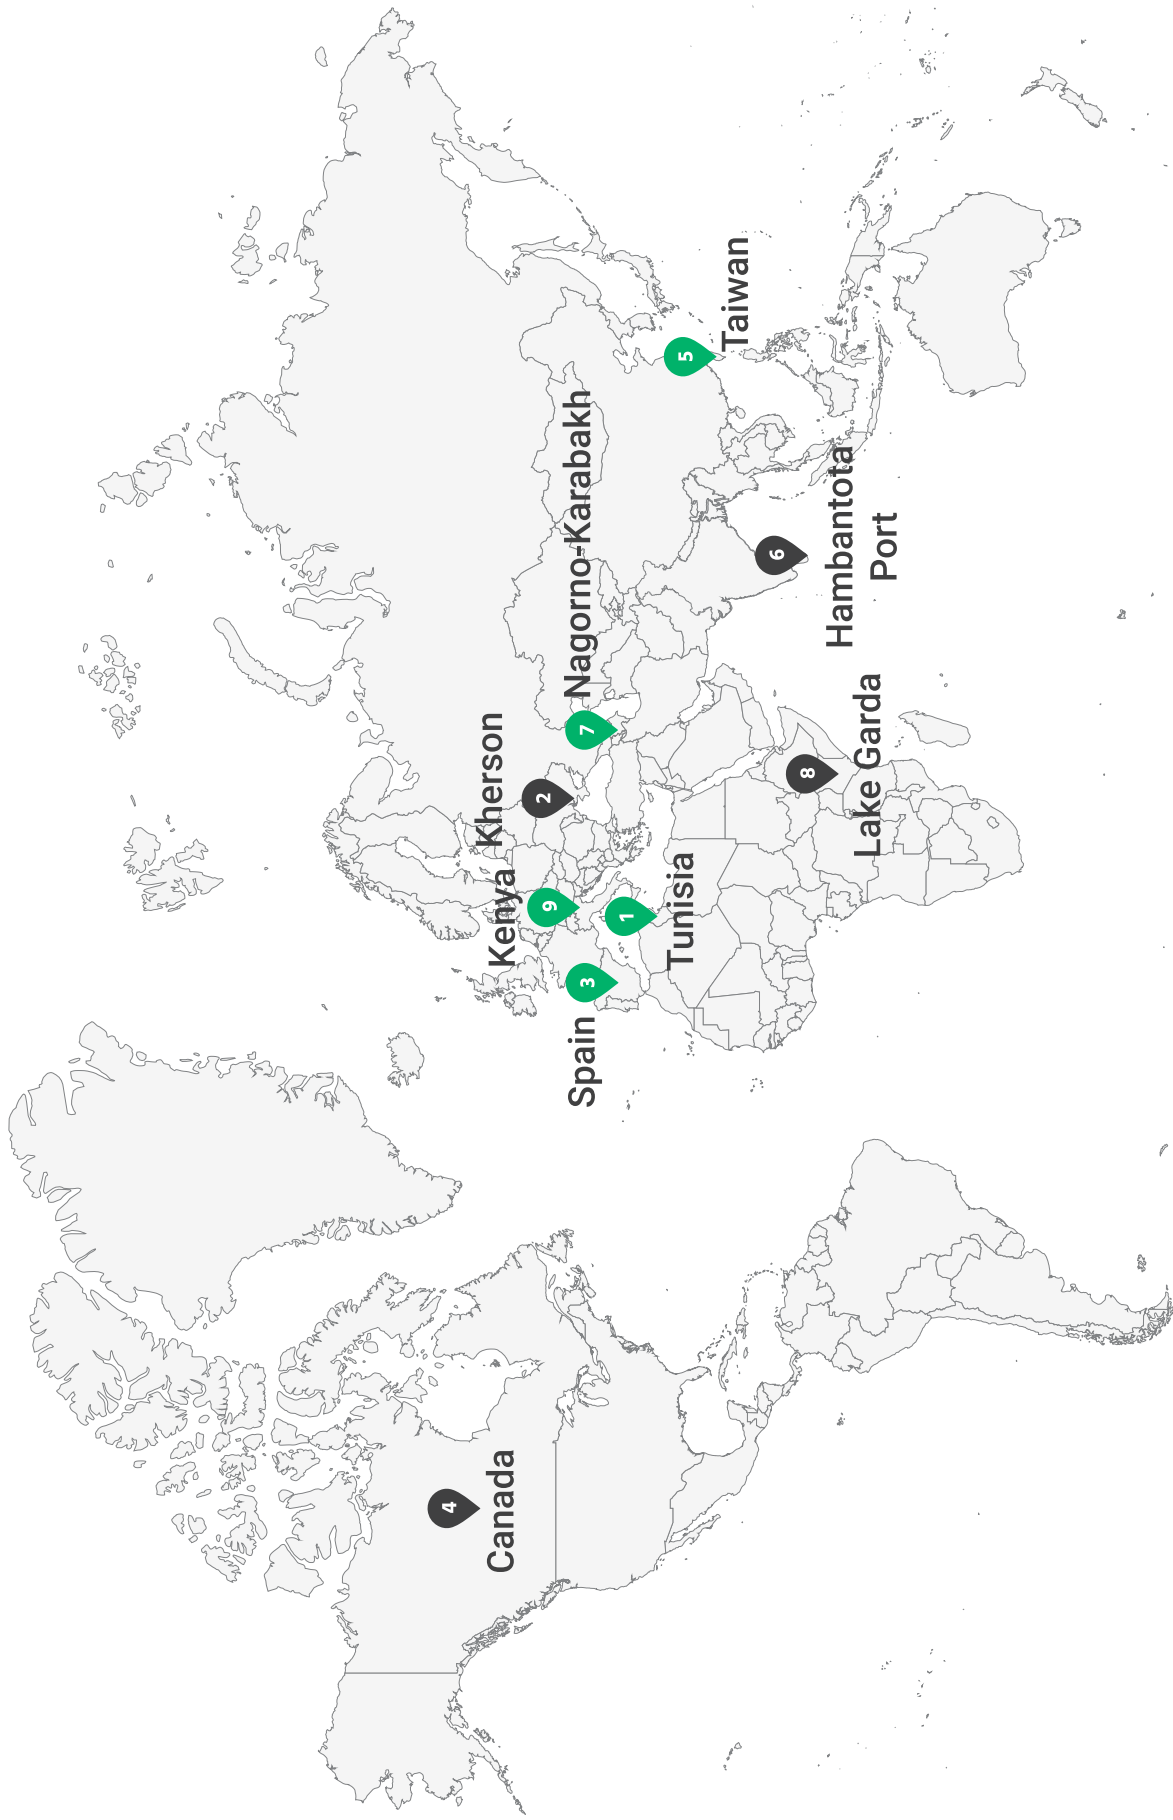 4
Canada
3
Spain
9
Kenya
1
Tunisia
2
Kherson
7
Nagorno-Karabakh
8
Lake Garda
6
Hambantota
Port
5
Taiwan